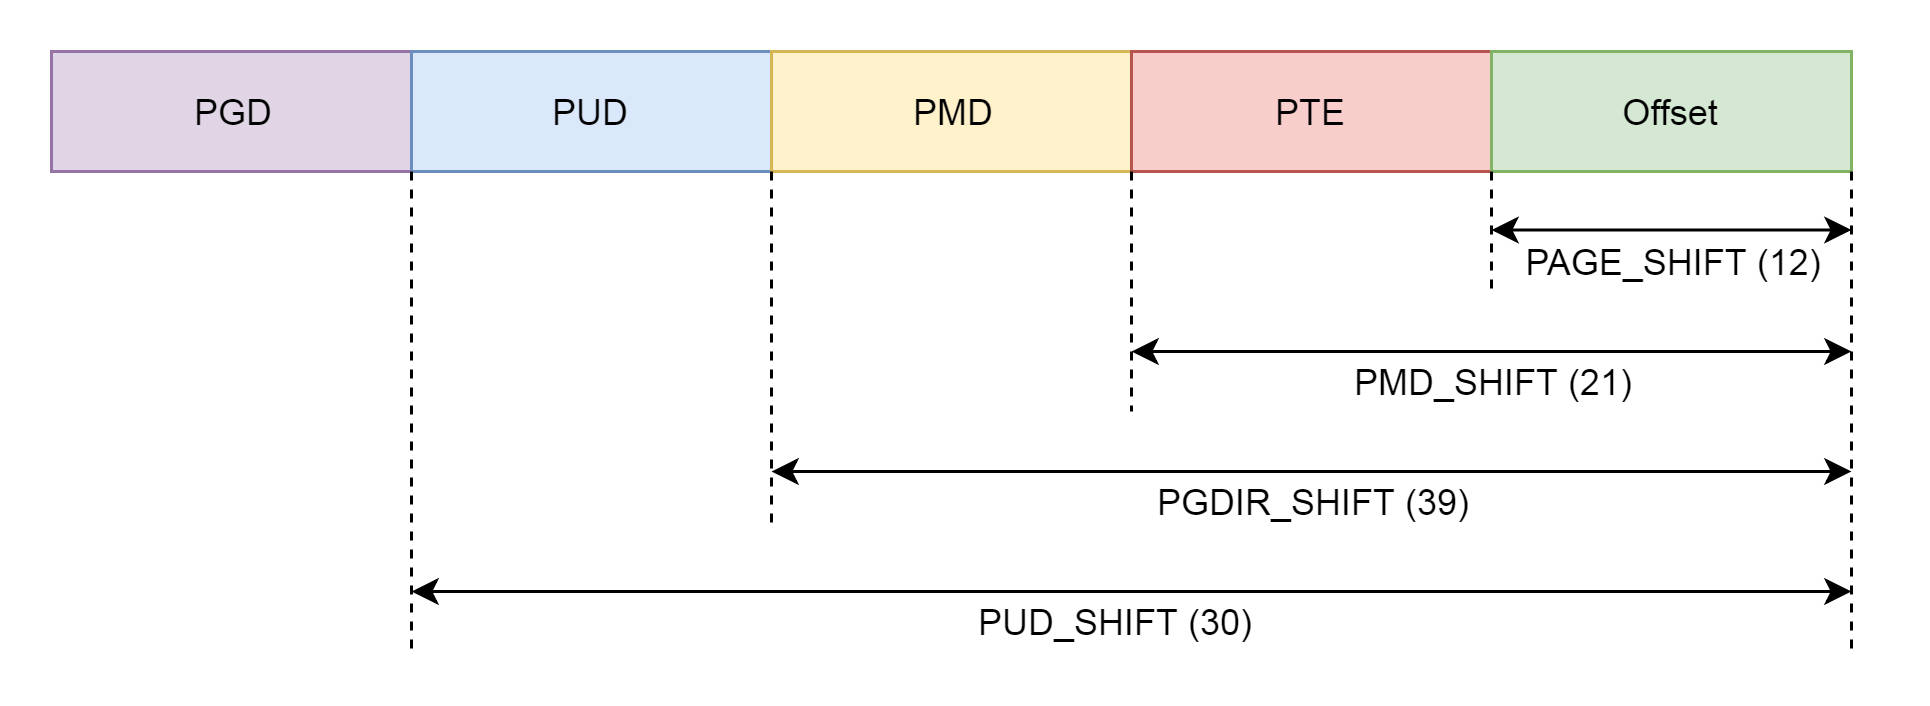 PGD PUD PMD PTE Offset
PAGE_SHIFT (12)
PMD_SHIFT (21)
PGDIR_SHIFT (39)
PUD_SHIFT (30)